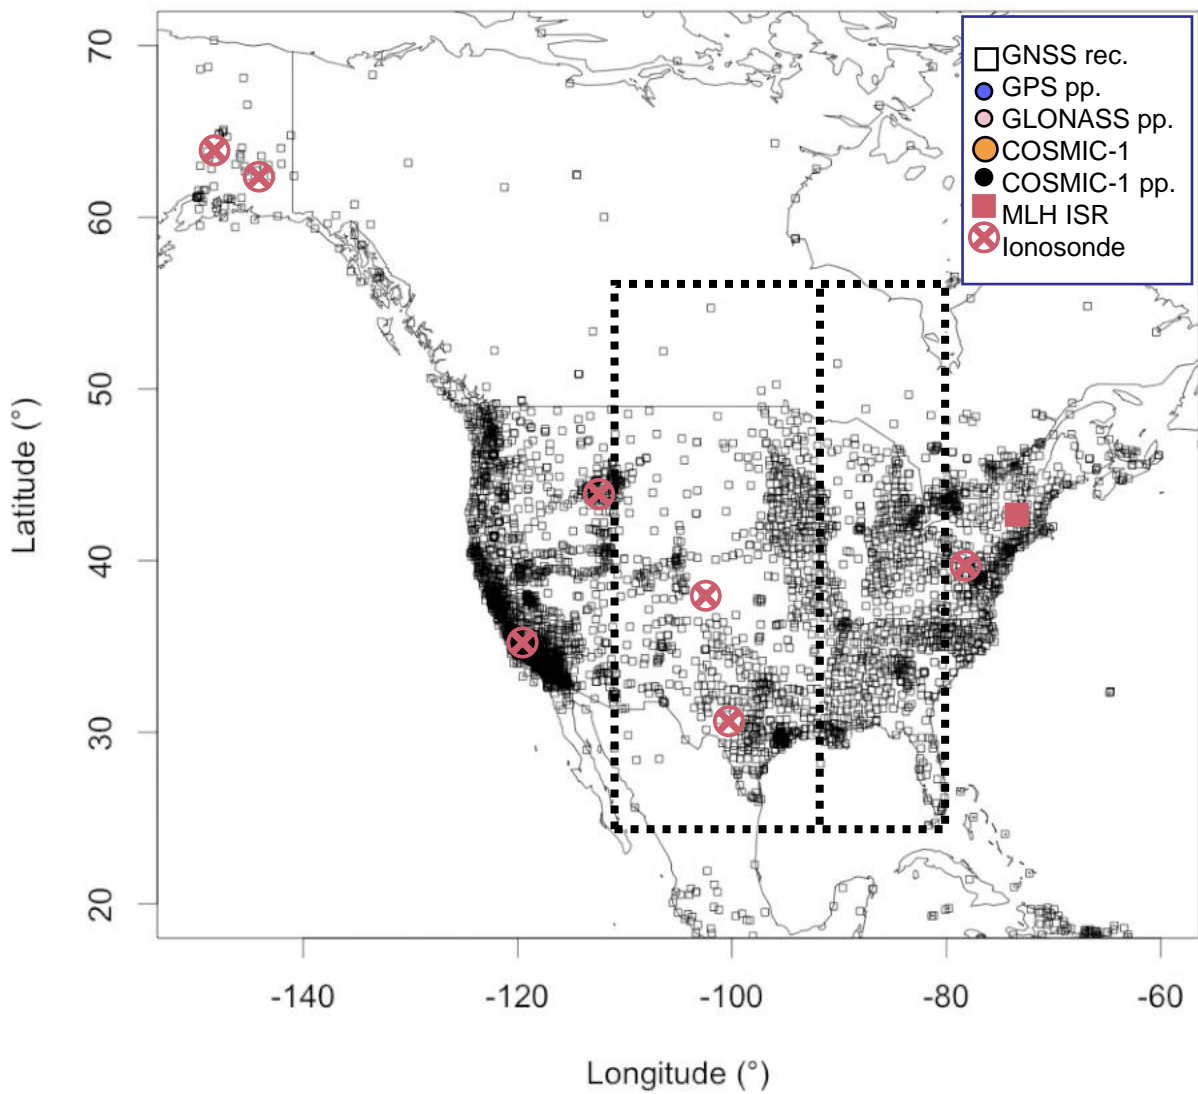 GNSS rec.
GPS pp.
GLONASS pp.
COSMIC-1
COSMIC-1 pp.
MLH ISR
Ionosonde
70
60
50
40
30
20
Latitude (°)
-140 -120 -100 -80 -60
Longitude (°)